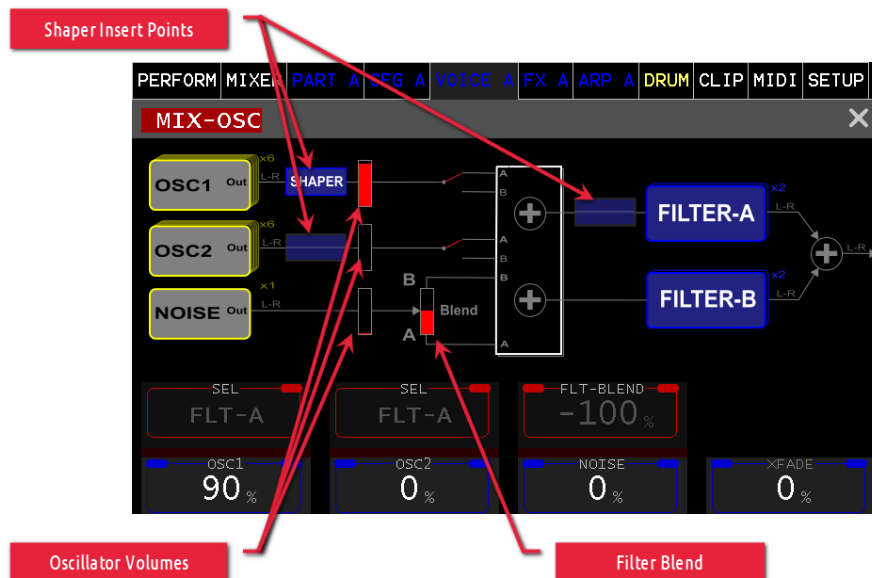 Shaper Insert Points
PERFORM MIXER PART A SEG A VOICE A FX A ARP A DRUM CLIP MIDI SETUP
MIX-OSC
x6
OSC1 Out L-R SHAPER
A
B
x2
FILTER-A L-R
x6
OSC2 Out L-R
A
B
L-R
x1
NOISE Out L-R
B
Blend
A
B
A
x2
FILTER-B L-R
SEL SEL FLT-BLEND
FLT-A FLT-A -100 %
OSC1 OSC2 NOISE XFADE
90 % 0 % 0 % 0 %
Oscillator Volumes Filter Blend